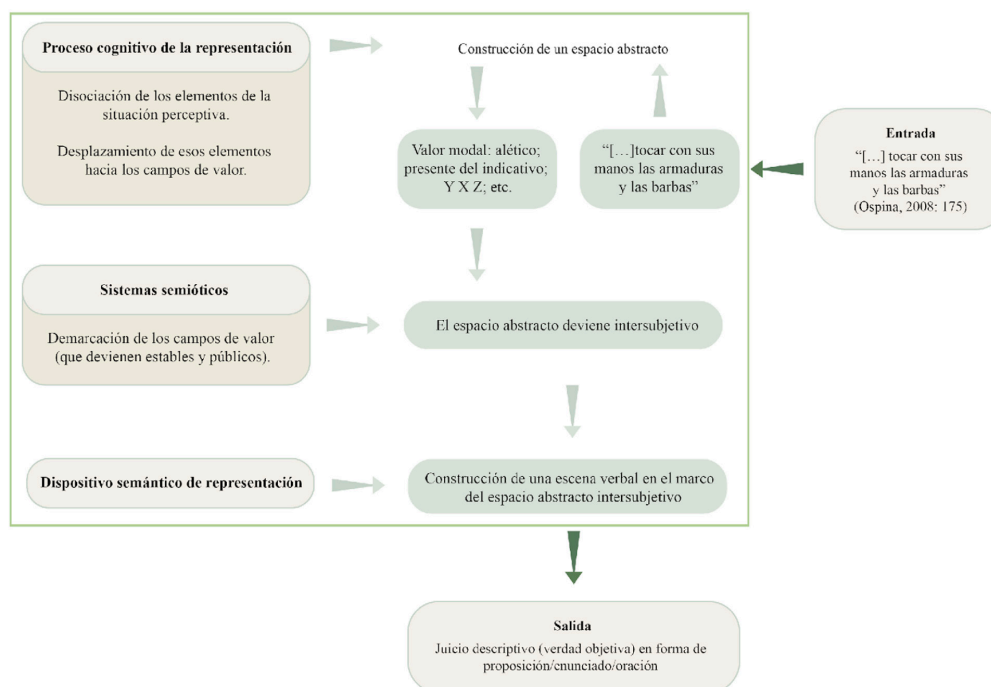 Proceso cognitivo de la representación
Disociación de los elementos de la
situación perceptiva.
Desplazamiento de esos elementos
hacia los campos de valor.
Construcción de un espacio abstracto
Valor modal: alético;
presente del indicativo;
Y X Z; etc.
“[…]tocar con sus
manos las armaduras
y las barbas”
Entrada
“[…] tocar con sus
manos las armaduras
y las barbas”
(Ospina, 2008: 175)
Sistemas semióticos
Demarcación de los campos de valor
(que devienen estables y públicos).
El espacio abstracto deviene intersubjetivo
Dispositivo semántico de representación
Construcción de una escena verbal en el marco
del espacio abstracto intersubjetivo
Salida
Juicio descriptivo (verdad objetiva) en forma de
proposición/enunciado/oración